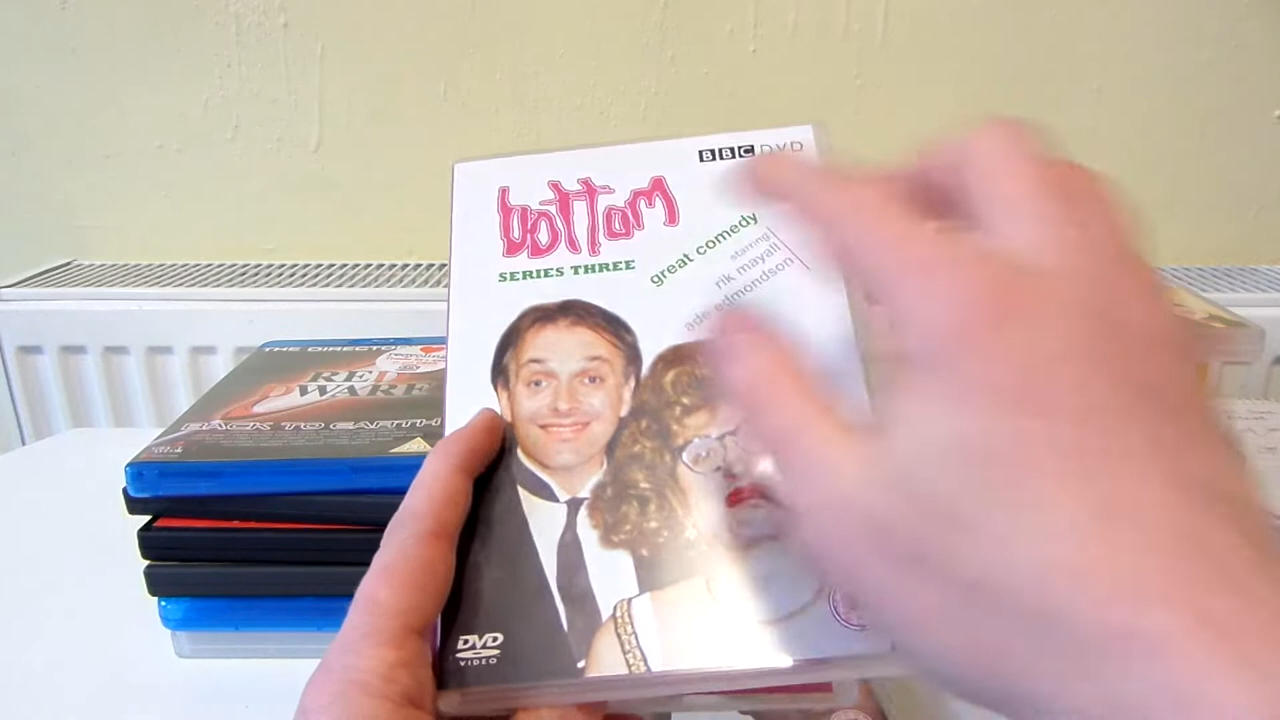 BBC DVD
bottom
SERIES THREE
great comedy
starring
rik mayall
ade edmondson
THE DIRECTO
recycling
RED
DWARF
BACK TO EARTH
DVD
VIDEO